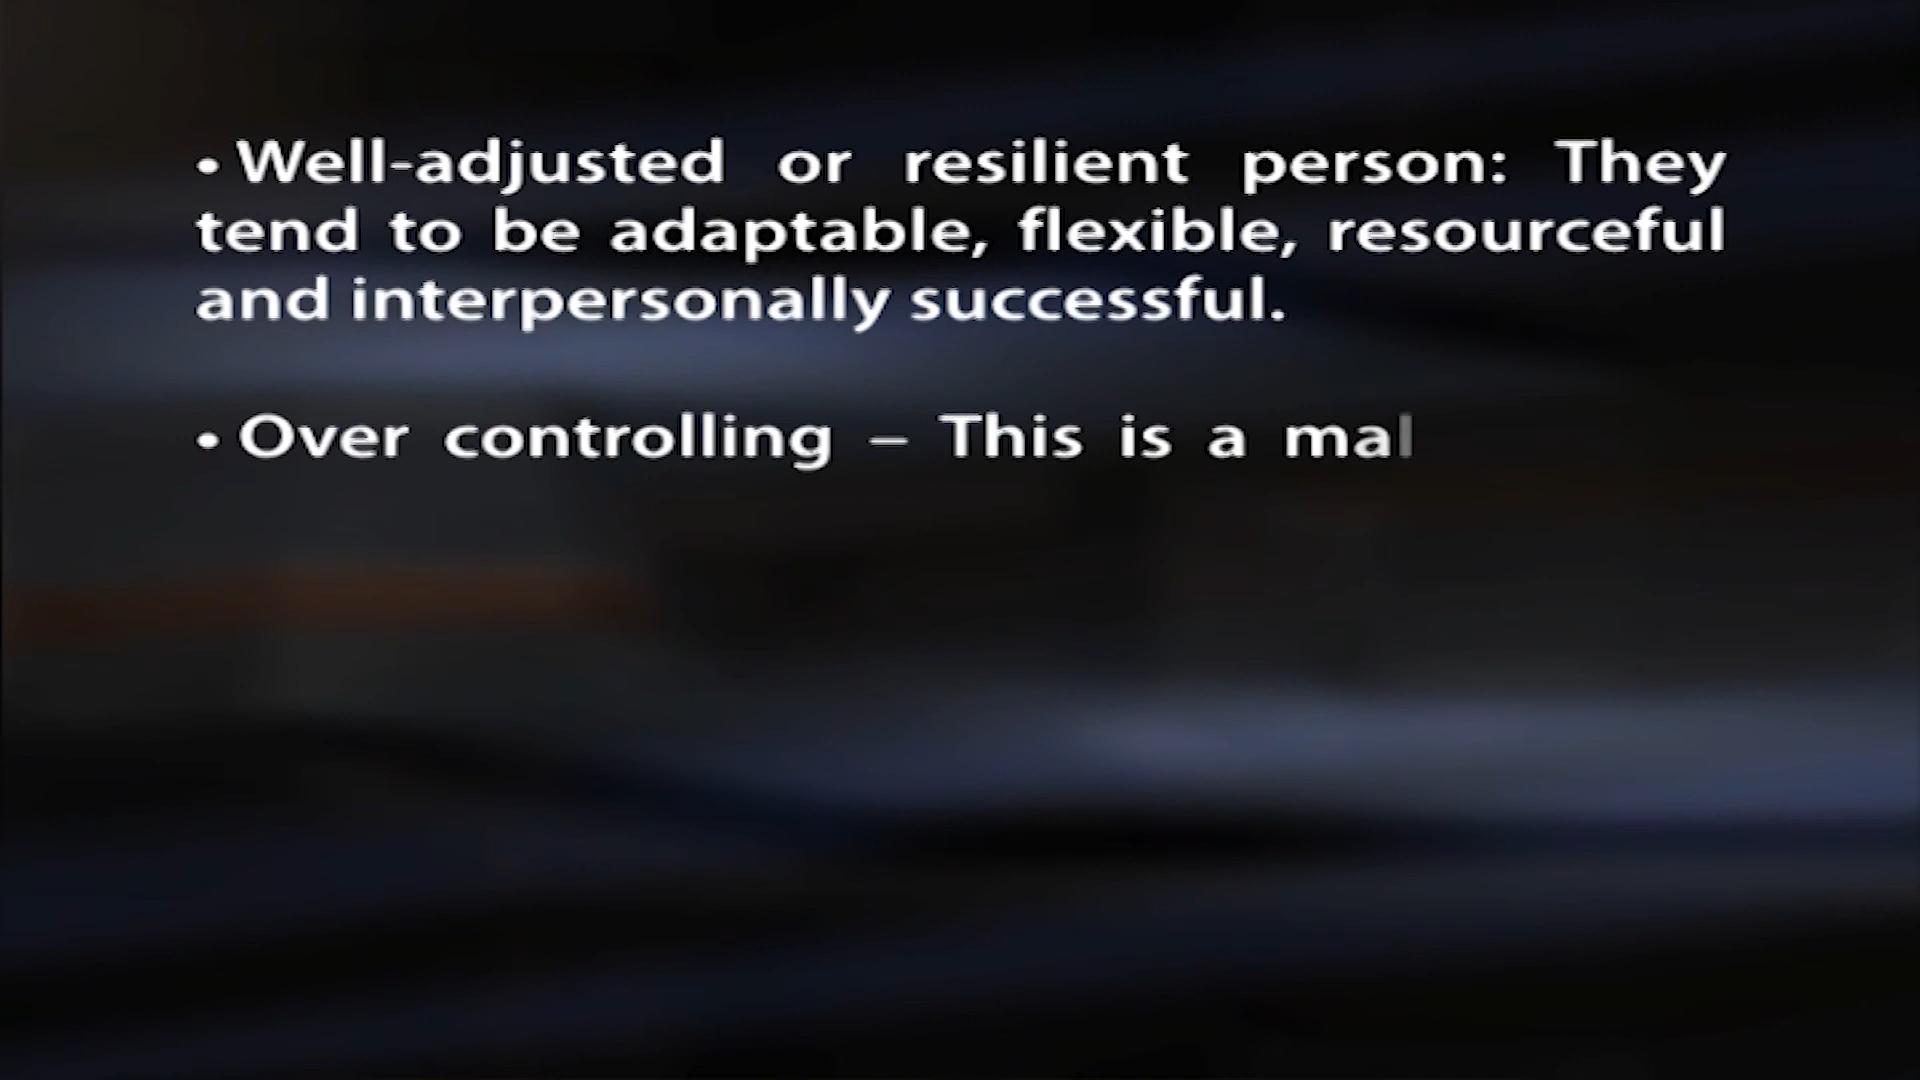 • Well-adjusted or resilient person: They
tend to be adaptable, flexible, resourceful
and interpersonally successful.
• Over controlling – This is a mal